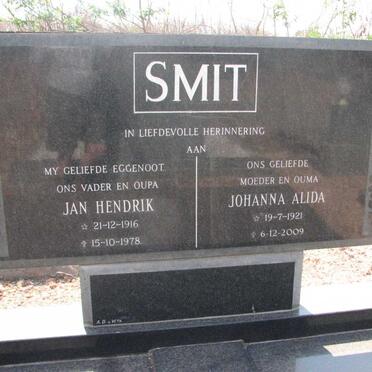 SMIT
IN LIEFDEVOLLE HERINNERING
AAN
MY GELIEFDE EGGENOOT.
ONS VADER EN OUPA
JAN HENDRIK
☆ 21-12-1916
✞ 15-10-1978.
ONS GELIEFDE
MOEDER EN OUMA
JOHANNA ALIDA
☆ 19-7-1921
✞ 6-12-2009